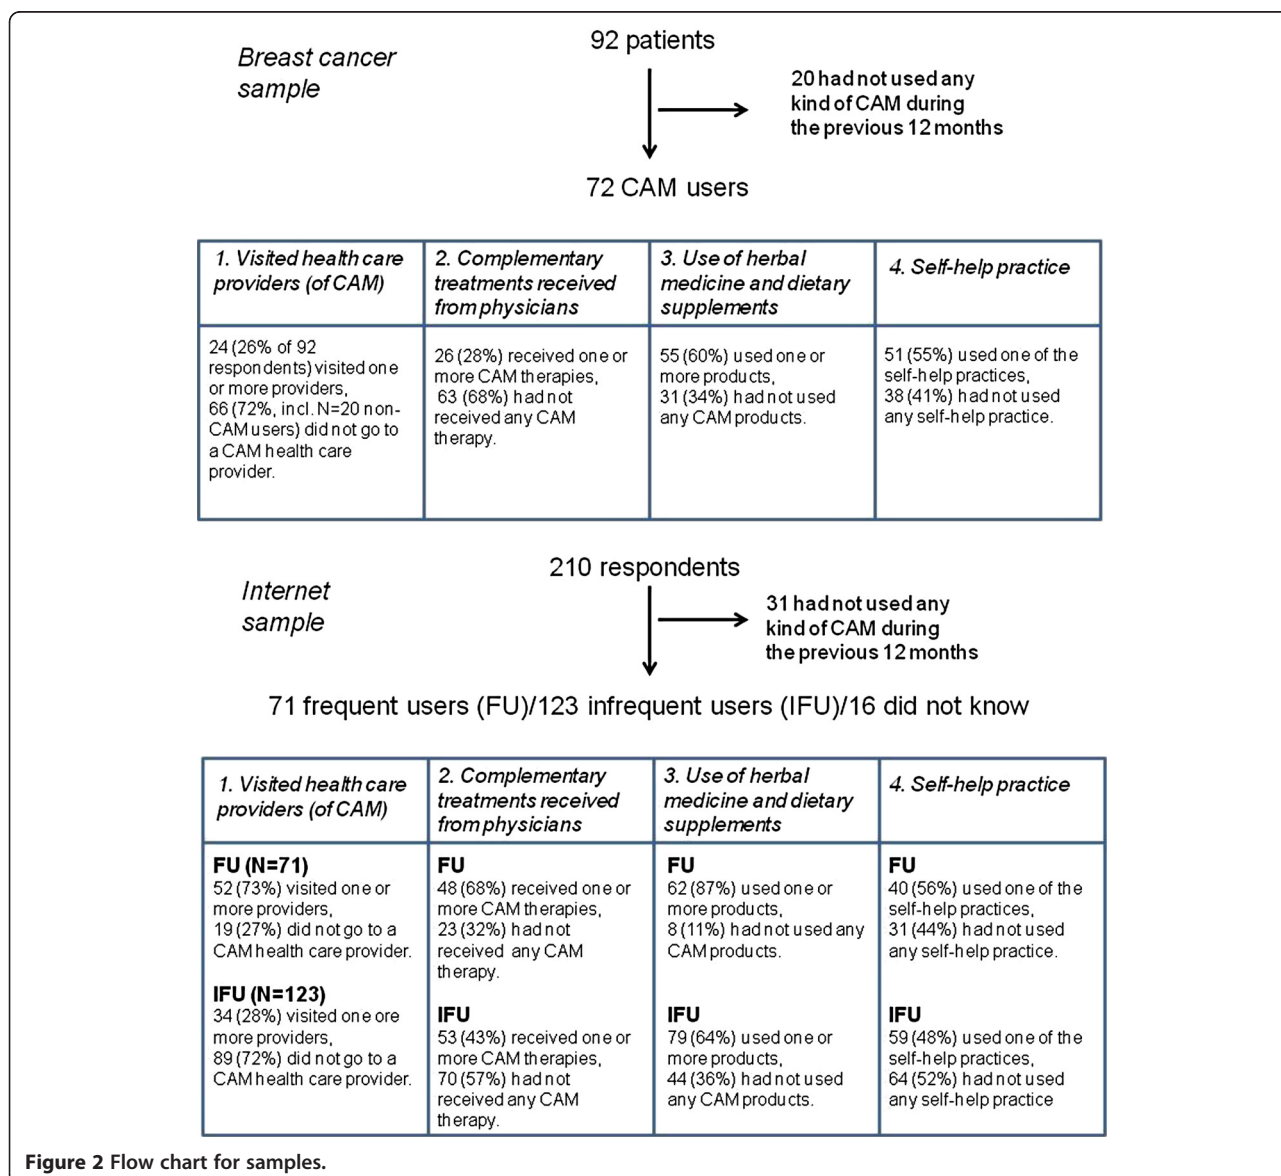 Breast cancer
sample
92 patients
20 had not used any
kind of CAM during
the previous 12 months
72 CAM users
1. Visited health care
providers (of CAM)
2. Complementary
treatments received
from physicians
3. Use of herbal
medicine and dietary
supplements
4. Self-help practice
24 (26% of 92
respondents) visited one
or more providers,
66 (72%, incl. N=20 non-
CAM users) did not go to
a CAM health care
provider.
26 (28%) received one or
more CAM therapies,
63 (68%) had not
received any CAM
therapy.
55 (60%) used one or
more products,
31 (34%) had not used
any CAM products.
51 (55%) used one of the
self-help practices,
38 (41%) had not used
any self-help practice.
Internet
sample
210 respondents
31 had not used any
kind of CAM during
the previous 12 months
71 frequent users (FU)/123 infrequent users (IFU)/16 did not know
1. Visited health care
providers (of CAM)
2. Complementary
treatments received
from physicians
3. Use of herbal
medicine and dietary
supplements
4. Self-help practice
FU (N=71)
52 (73%) visited one or
more providers,
19 (27%) did not go to a
CAM health care provider.
IFU (N=123)
34 (28%) visited one ore
more providers,
89 (72%) did not go to a
CAM health care provider.
FU
48 (68%) received one or
more CAM therapies,
23 (32%) had not
received any CAM
therapy.
IFU
53 (43%) received one or
more CAM therapies,
70 (57%) had not
received any CAM
therapy.
FU
62 (87%) used one or
more products,
8 (11%) had not used any
CAM products.
IFU
79 (64%) used one or
more products,
44 (36%) had not used
any CAM products.
FU
40 (56%) used one of the
self-help practices,
31 (44%) had not used
any self-help practice.
IFU
59 (48%) used one of the
self-help practices,
64 (52%) had not used
any self-help practice
Figure 2 Flow chart for samples.